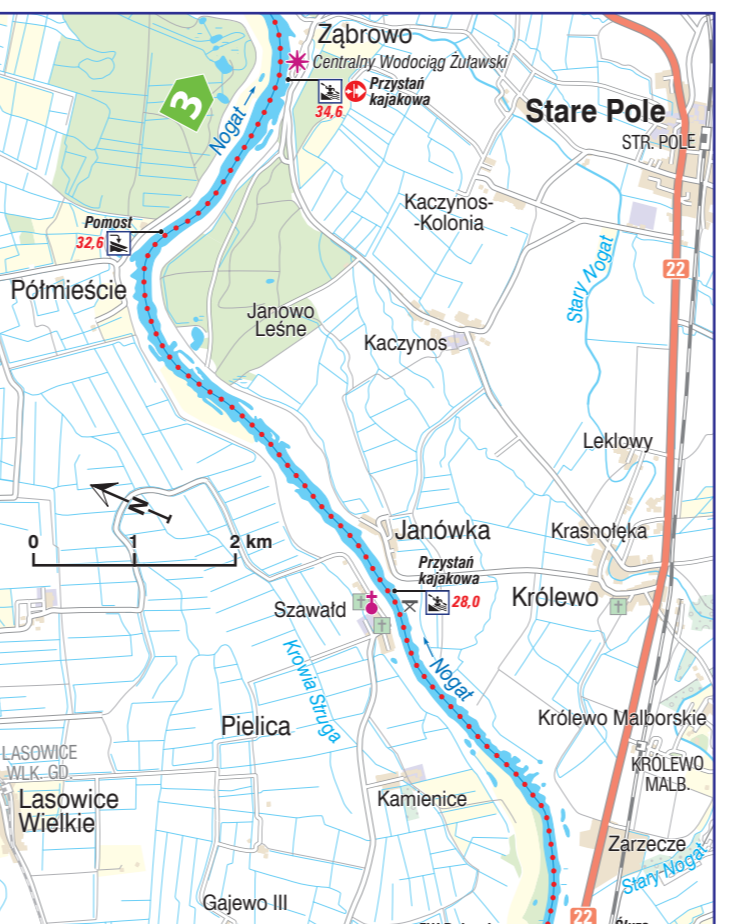 Ząbrowo
Centralny Wodociąg Żuławski
Przystań
kajakowa
34,6
3
Nogat
Stare Pole
STR. POLE
Kaczynos-
-Kolonia
Pomost
32,6
Stary Nogat
22
Półmieście
Janowo
Leśne
Kaczynos
Leklowy
N
0 1 2 km
Janówka
Krasnołęka
Przystań
kajakowa
28,0
Królewo
Szawałd
Krowia Struga
Nogat
Pielica
Królewo Malborskie
LASOWICE
WLK. GD.
KRÓLEWO
MALB.
Lasowice
Wielkie
Kamienice
Zarzecze
Stary Nogat
Gajewo III
22